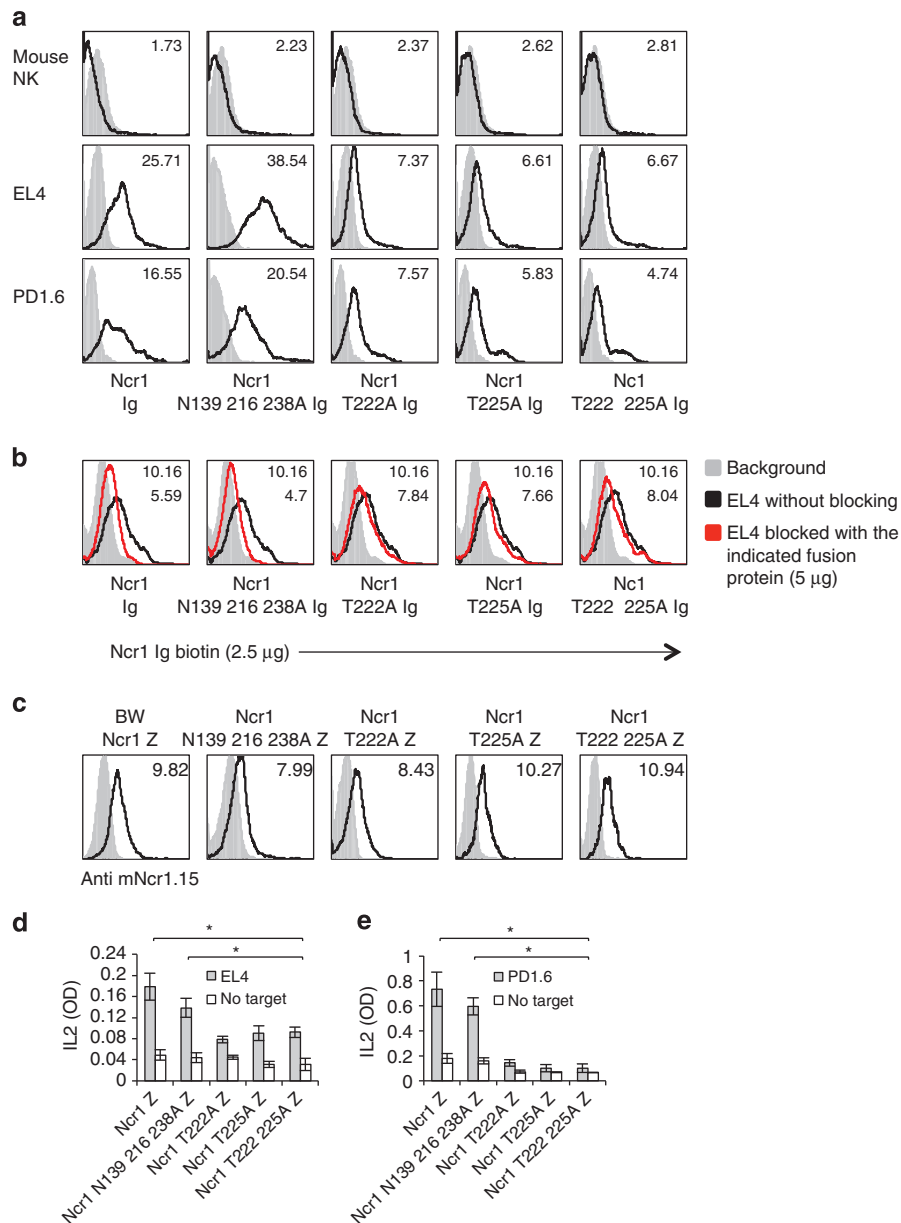 a
Mouse
NK
1.73
2.23
2.37
2.62
2.81
EL4
25.71
38.54
7.37
6.61
6.67
PD1.6
16.55
20.54
7.57
5.83
4.74
Ncr1
Ig
Ncr1
N139 216 238A Ig
Ncr1
T222A Ig
Ncr1
T225A Ig
Nc1
T222 225A Ig
b
10.16
5.59
10.16
4.7
10.16
7.84
10.16
7.66
10.16
8.04
Background
EL4 without blocking
EL4 blocked with the
indicated fusion
protein (5 µg)
Ncr1
Ig
Ncr1
N139 216 238A Ig
Ncr1
T222A Ig
Ncr1
T225A Ig
Nc1
T222 225A Ig
Ncr1 Ig biotin (2.5 µg)
c
BW
Ncr1 Z
Ncr1
N139 216 238A Z
Ncr1
T222A Z
Ncr1
T225A Z
Ncr1
T222 225A Z
9.82
7.99
8.43
10.27
10.94
Anti mNcr1.15
d
*
*
0.24
0.2
0.16
0.12
0.08
0.04
0
IL2 (OD)
EL4
No target
Ncr1 Z
Ncr1 N139 216 238A Z
Ncr1 T222A Z
Ncr1 T225A Z
Ncr1 T222 225A Z
e
*
*
1
0.8
0.6
0.4
0.2
0
IL2 (OD)
PD1.6
No target
Ncr1 Z
Ncr1 N139 216 238A Z
Ncr1 T222A Z
Ncr1 T225A Z
Ncr1 T222 225A Z